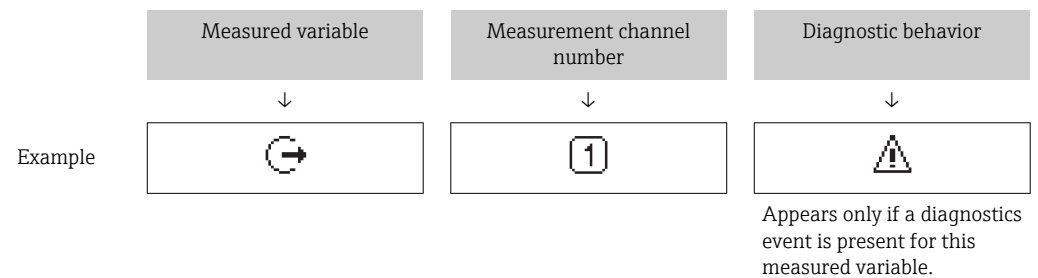 Measured variable
Measurement channel
number
Diagnostic behavior
↓ ↓ ↓
Example
1
Appears only if a diagnostics
event is present for this
measured variable.